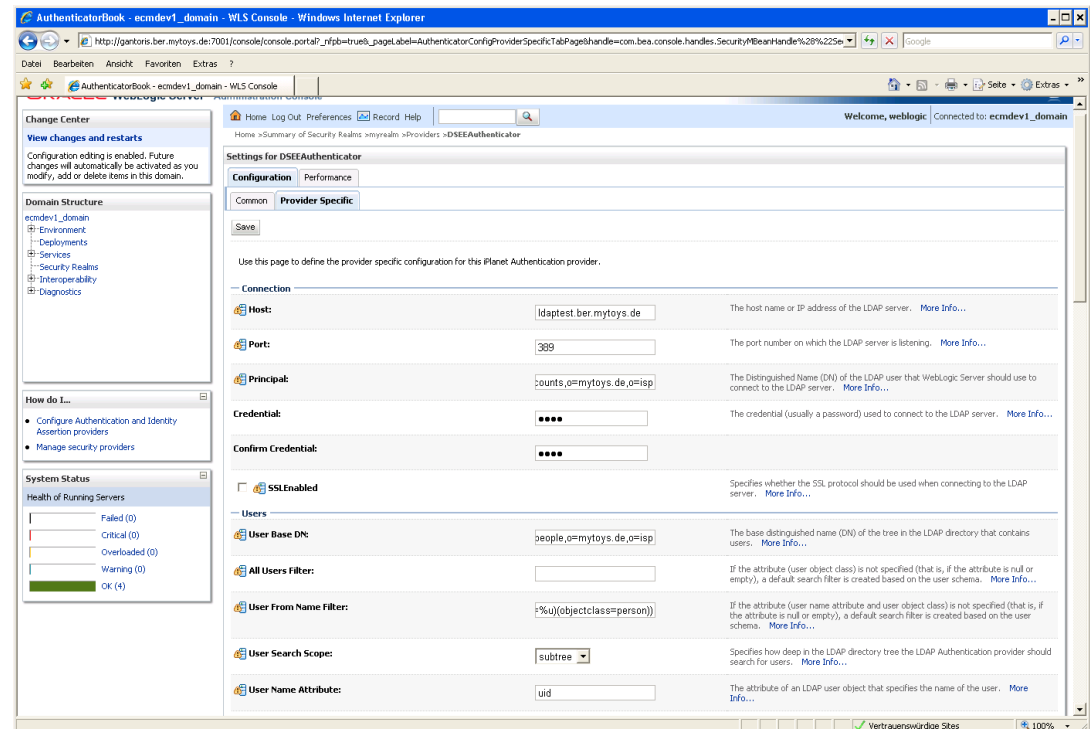 AuthenticatorBook - ecmdev1_domain - WLS Console - Windows Internet Explorer
http://gantoris.ber.mytoys.de:7001/console/console.portal?_nfpb=true&_pageLabel=AuthenticatorConfigProviderSpecificTabPage&handle=com.bea.console.handles.SecurityMBeanHandle%28%22Se
Google
Datei Bearbeiten Ansicht Favoriten Extras ?
AuthenticatorBook - ecmdev1_domain - WLS Console
Seite Extras
Change Center
View changes and restarts
Configuration editing is enabled. Future
changes will automatically be activated as you
modify, add or delete items in this domain.
Domain Structure
ecmdev1_domain
Environment
Deployments
Services
Security Realms
Interoperability
Diagnostics
How do I...
Configure Authentication and Identity
Assertion providers
Manage security providers
System Status
Health of Running Servers
Failed (0)
Critical (0)
Overloaded (0)
Warning (0)
OK (4)
Home Log Out Preferences Record Help
Welcome, weblogic Connected to: ecmdev1_domain
Home >Summary of Security Realms >myrealm >Providers >DSEEAuthenticator
Settings for DSEEAuthenticator
Configuration Performance
Common Provider Specific
Save
Use this page to define the provider specific configuration for this iPlanet Authentication provider.
Connection
Host:
ldaptest.ber.mytoys.de
The host name or IP address of the LDAP server. More Info...
Port:
389
The port number on which the LDAP server is listening. More Info...
Principal:
counts,o=mytoys.de,o=isp
The Distinguished Name (DN) of the LDAP user that WebLogic Server should use to
connect to the LDAP server. More Info...
Credential:
••••
The credential (usually a password) used to connect to the LDAP server. More Info...
Confirm Credential:
••••
SSLEnabled
Specifies whether the SSL protocol should be used when connecting to the LDAP
server. More Info...
Users
User Base DN:
people,o=mytoys.de,o=isp
The base distinguished name (DN) of the tree in the LDAP directory that contains
users. More Info...
All Users Filter:
If the attribute (user object class) is not specified (that is, if the attribute is null or
empty), a default search filter is created based on the user schema. More Info...
User From Name Filter:
=%u)(objectclass=person))
If the attribute (user name attribute and user object class) is not specified (that is, if
the attribute is null or empty), a default search filter is created based on the user
schema. More Info...
User Search Scope:
subtree
Specifies how deep in the LDAP directory tree the LDAP Authentication provider should
search for users. More Info...
User Name Attribute:
uid
The attribute of an LDAP user object that specifies the name of the user. More
Info...
Vertrauenswürdige Sites 100%